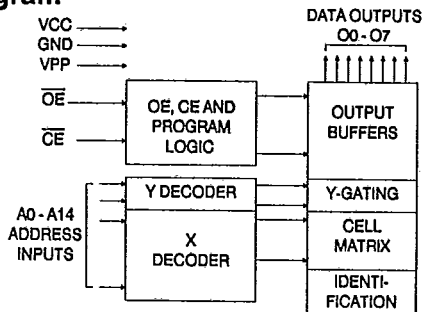 gram.
VCC
GND
VPP
OE
CE
OE, CE AND
PROGRAM
LOGIC
DATA OUTPUTS
O0 - O7
OUTPUT
BUFFERS
A0 - A14
ADDRESS
INPUTS
Y DECODER
X
DECODER
Y-GATING
CELL
MATRIX
IDENTI-
FICATION